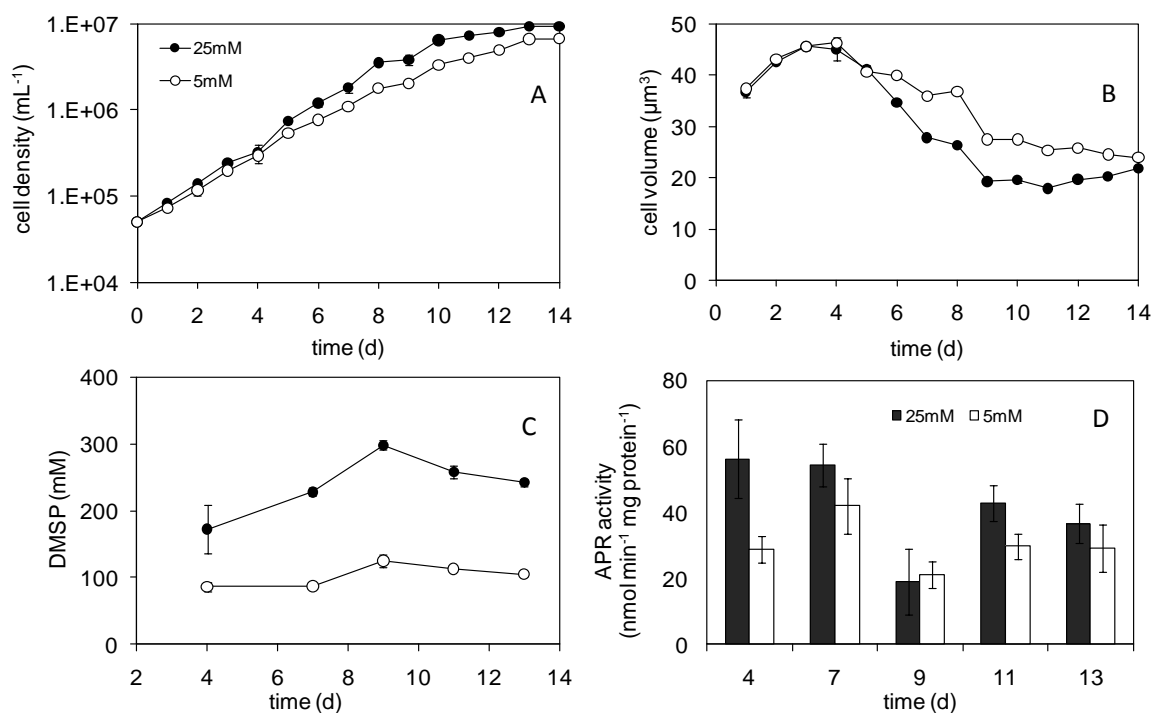 1.E+07
1.E+06
1.E+05
1.E+04
cell density (mL-1)
25mM
5mM
A
0 2 4 6 8 10 12 14
time (d)
50
40
30
20
10
0
cell volume (µm³)
B
0 2 4 6 8 10 12 14
time (d)
400
300
200
100
0
DMSP (mM)
C
2 4 6 8 10 12 14
time (d)
80
60
40
20
0
APR activity
(nmol min-1 mg protein-1)
25mM 5mM
D
4 7 9 11 13
time (d)